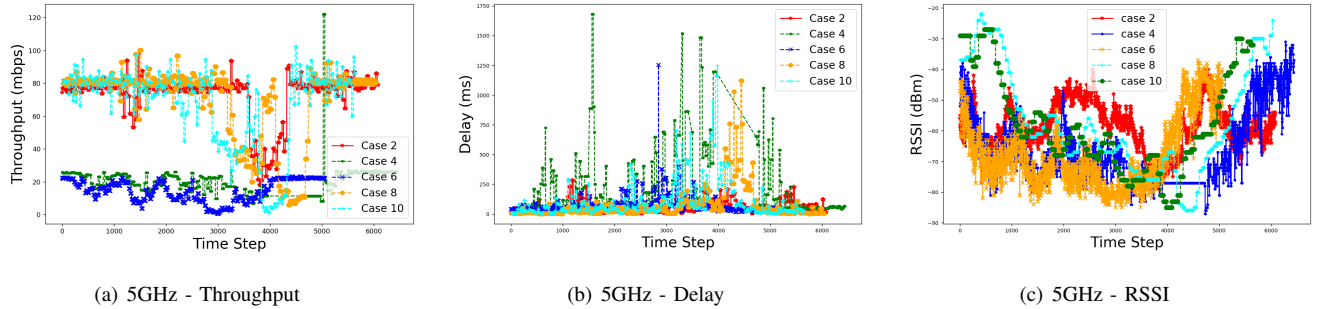 Throughput (mbps)
120
100
80
60
40
20
0
0 1000 2000 3000 4000 5000 6000
Time Step
Case 2
Case 4
Case 6
Case 8
Case 10
(a) 5GHz - Throughput
Delay (ms)
1750
1500
1250
1000
750
500
250
0
0 1000 2000 3000 4000 5000 6000
Time Step
Case 2
Case 4
Case 6
Case 8
Case 10
(b) 5GHz - Delay
RSSI (dBm)
−20
−30
−40
−50
−60
−70
−80
−90
0 1000 2000 3000 4000 5000 6000
Time Step
case 2
case 4
case 6
case 8
case 10
(c) 5GHz - RSSI